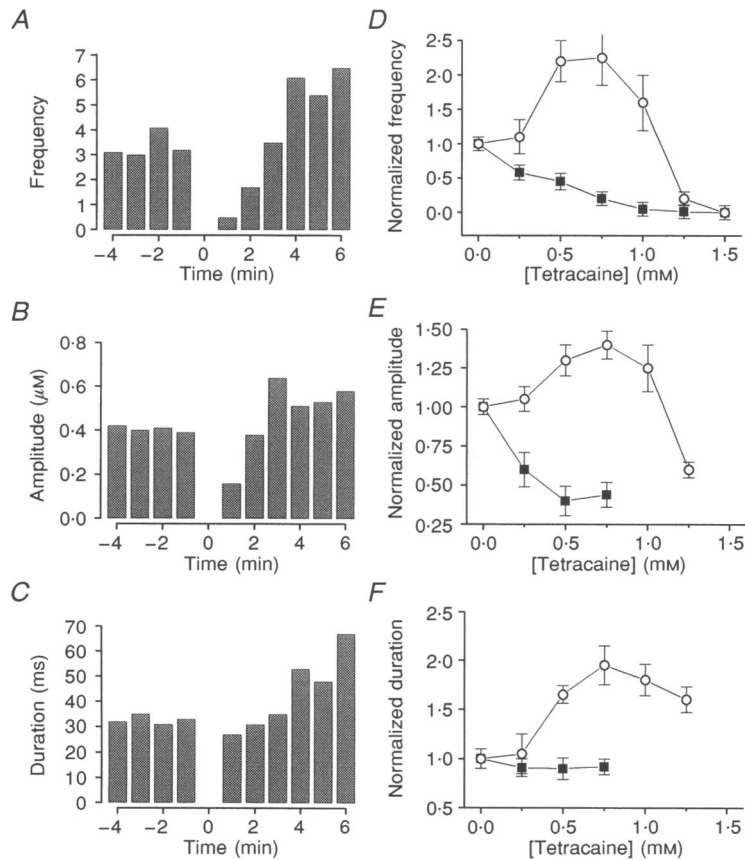 A
Frequency
7
6
5
4
3
2
1
0
−4 −2 0 2 4 6
Time (min)
B
Amplitude (μM)
0·8
0·6
0·4
0·2
0·0
−4 −2 0 2 4 6
Time (min)
C
Duration (ms)
70
60
50
40
30
20
10
0
−4 −2 0 2 4 6
Time (min)
D
Normalized frequency
2·5
2·0
1·5
1·0
0·5
0·0
0·0 0·5 1·0 1·5
[Tetracaine] (mM)
E
Normalized amplitude
1·50
1·25
1·00
0·75
0·50
0·25
0·0 0·5 1·0 1·5
[Tetracaine] (mM)
F
Normalized duration
2·5
2·0
1·5
1·0
0·5
0·0 0·5 1·0 1·5
[Tetracaine] (mM)